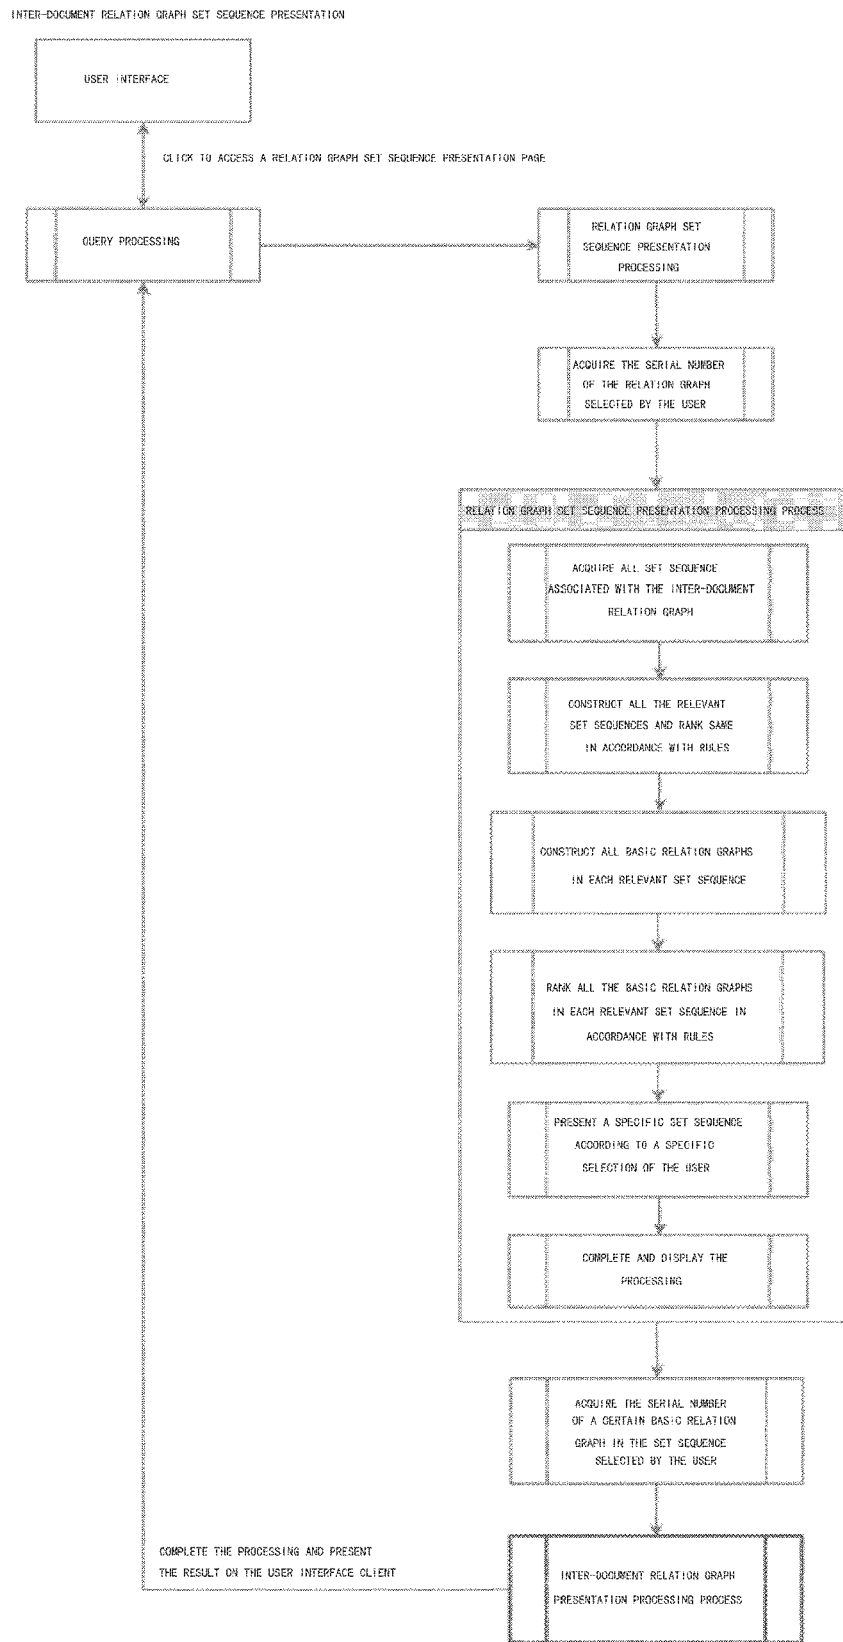 INTER-DOCUMENT RELATION GRAPH SET SEQUENCE PRESENTATION
USER INTERFACE
CLICK TO ACCESS A RELATION GRAPH SET SEQUENCE PRESENTATION PAGE
QUERY PROCESSING
RELATION GRAPH SET
SEQUENCE PRESENTATION
PROCESSING
ACQUIRE THE SERIAL NUMBER
OF THE RELATION GRAPH
SELECTED BY THE USER
RELATION GRAPH SET SEQUENCE PRESENTATION PROCESSING PROCESS
ACQUIRE ALL SET SEQUENCE
ASSOCIATED WITH THE INTER-DOCUMENT
RELATION GRAPH
CONSTRUCT ALL THE RELEVANT
SET SEQUENCES AND RANK SAME
IN ACCORDANCE WITH RULES
CONSTRUCT ALL BASIC RELATION GRAPHS
IN EACH RELEVANT SET SEQUENCE
RANK ALL THE BASIC RELATION GRAPHS
IN EACH RELEVANT SET SEQUENCE IN
ACCORDANCE WITH RULES
PRESENT A SPECIFIC SET SEQUENCE
ACCORDING TO A SPECIFIC
SELECTION OF THE USER
COMPLETE AND DISPLAY THE
PROCESSING
ACQUIRE THE SERIAL NUMBER
OF A CERTAIN BASIC RELATION
GRAPH IN THE SET SEQUENCE
SELECTED BY THE USER
COMPLETE THE PROCESSING AND PRESENT
THE RESULT ON THE USER INTERFACE CLIENT
INTER-DOCUMENT RELATION GRAPH
PRESENTATION PROCESSING PROCESS